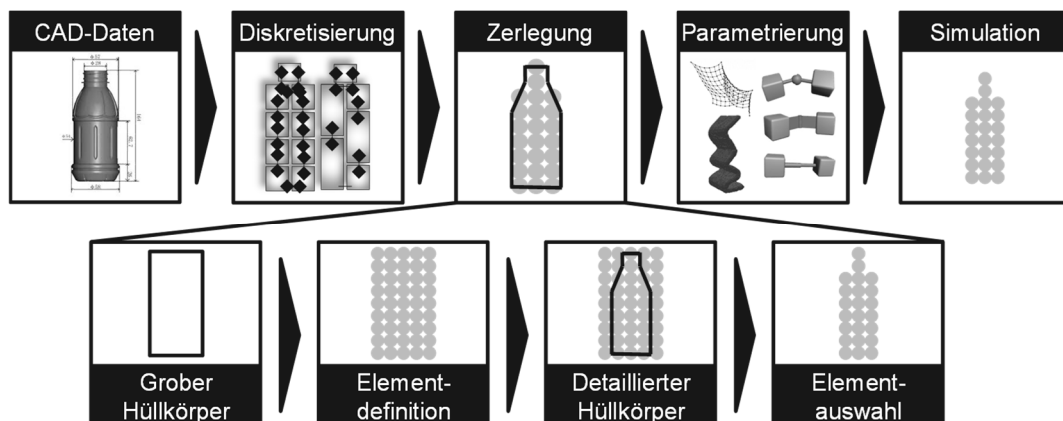 CAD-Daten
Diskretisierung
Zerlegung
Parametrierung
Simulation
Grober
Hüllkörper
Element-
definition
Detaillierter
Hüllkörper
Element-
auswahl